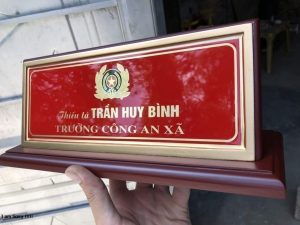 Thiếu tá TRẦN HUY BÌNH
TRƯỞNG CÔNG AN XÃ